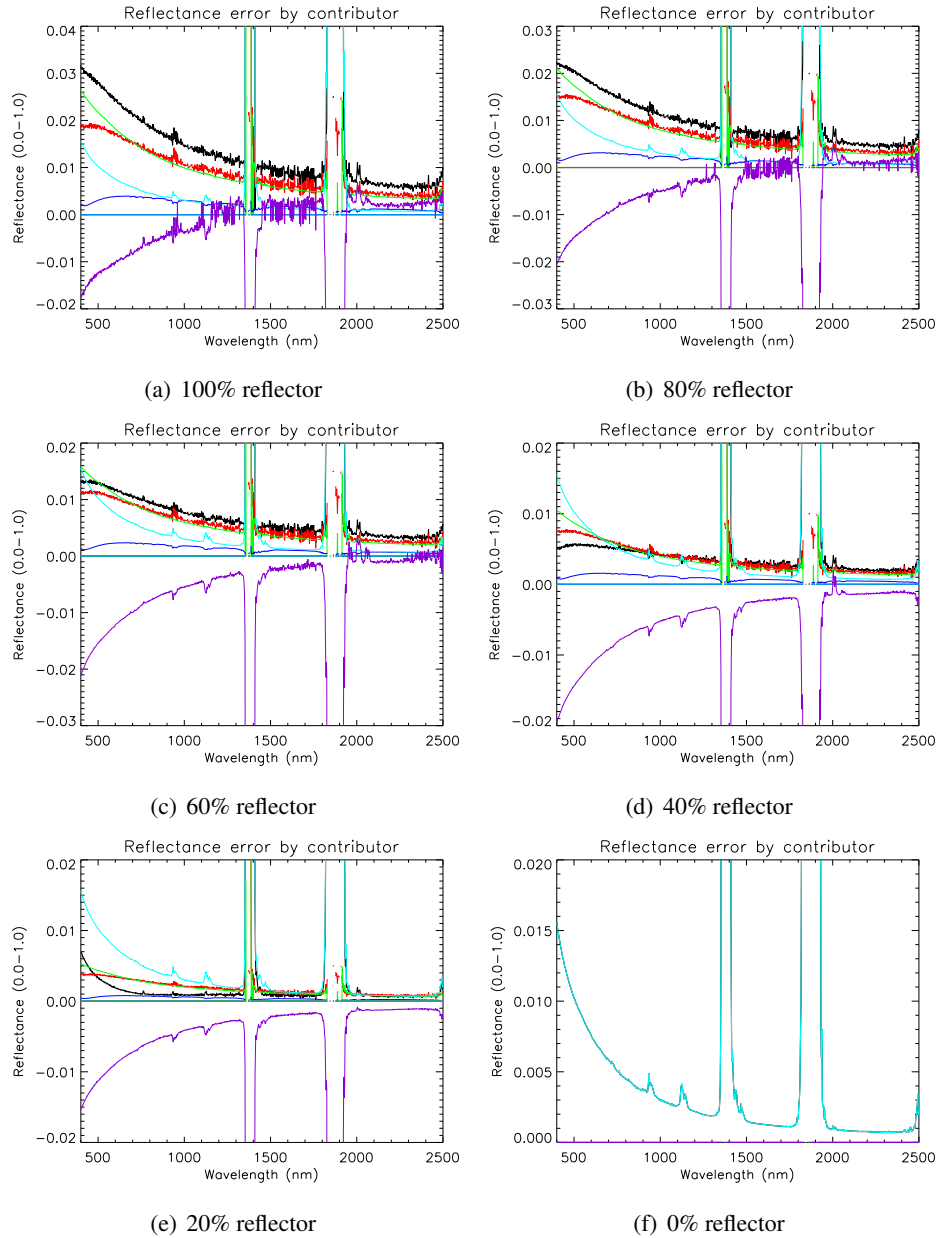 Reflectance error by contributor
0.04
0.03
0.02
0.01
0.00
−0.01
−0.02
Reflectance (0.0−1.0)
500 1000 1500 2000 2500
Wavelength (nm)
(a) 100% reflector
Reflectance error by contributor
0.03
0.02
0.01
0.00
−0.01
−0.02
−0.03
Reflectance (0.0−1.0)
500 1000 1500 2000 2500
Wavelength (nm)
(b) 80% reflector
Reflectance error by contributor
0.02
0.01
0.00
−0.01
−0.02
−0.03
Reflectance (0.0−1.0)
500 1000 1500 2000 2500
Wavelength (nm)
(c) 60% reflector
Reflectance error by contributor
0.02
0.01
0.00
−0.01
−0.02
Reflectance (0.0−1.0)
500 1000 1500 2000 2500
Wavelength (nm)
(d) 40% reflector
Reflectance error by contributor
0.02
0.01
0.00
−0.01
−0.02
Reflectance (0.0−1.0)
500 1000 1500 2000 2500
Wavelength (nm)
(e) 20% reflector
Reflectance error by contributor
0.020
0.015
0.010
0.005
0.000
Reflectance (0.0−1.0)
500 1000 1500 2000 2500
Wavelength (nm)
(f) 0% reflector